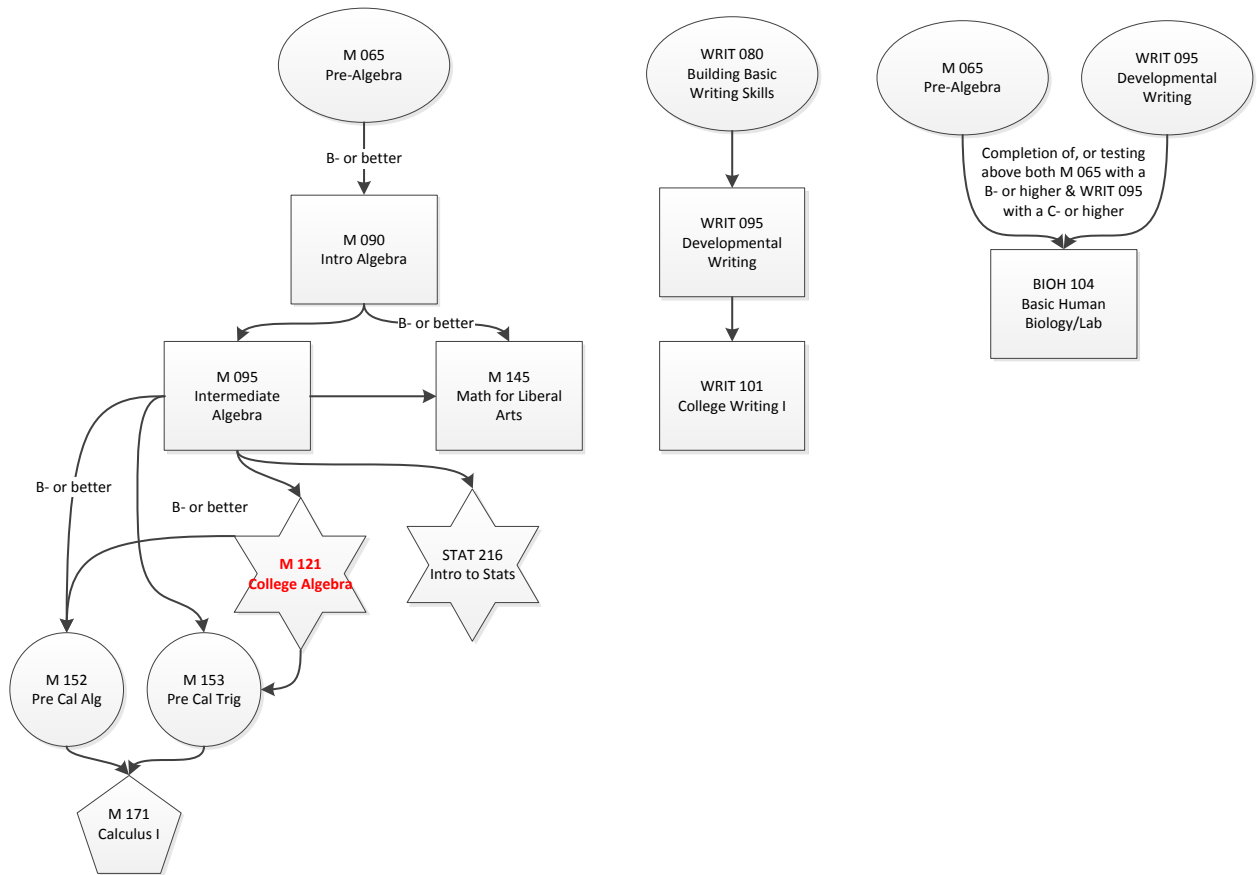 M 065
Pre-Algebra
B- or better
M 090
Intro Algebra
B- or better
M 095
Intermediate
Algebra
M 145
Math for Liberal
Arts
B- or better
B- or better
M 121
College Algebra
STAT 216
Intro to Stats
M 152
Pre Cal Alg
M 153
Pre Cal Trig
M 171
Calculus I
WRIT 080
Building Basic
Writing Skills
WRIT 095
Developmental
Writing
WRIT 101
College Writing I
M 065
Pre-Algebra
WRIT 095
Developmental
Writing
Completion of, or testing
above both M 065 with a
B- or higher & WRIT 095
with a C- or higher
BIOH 104
Basic Human
Biology/Lab